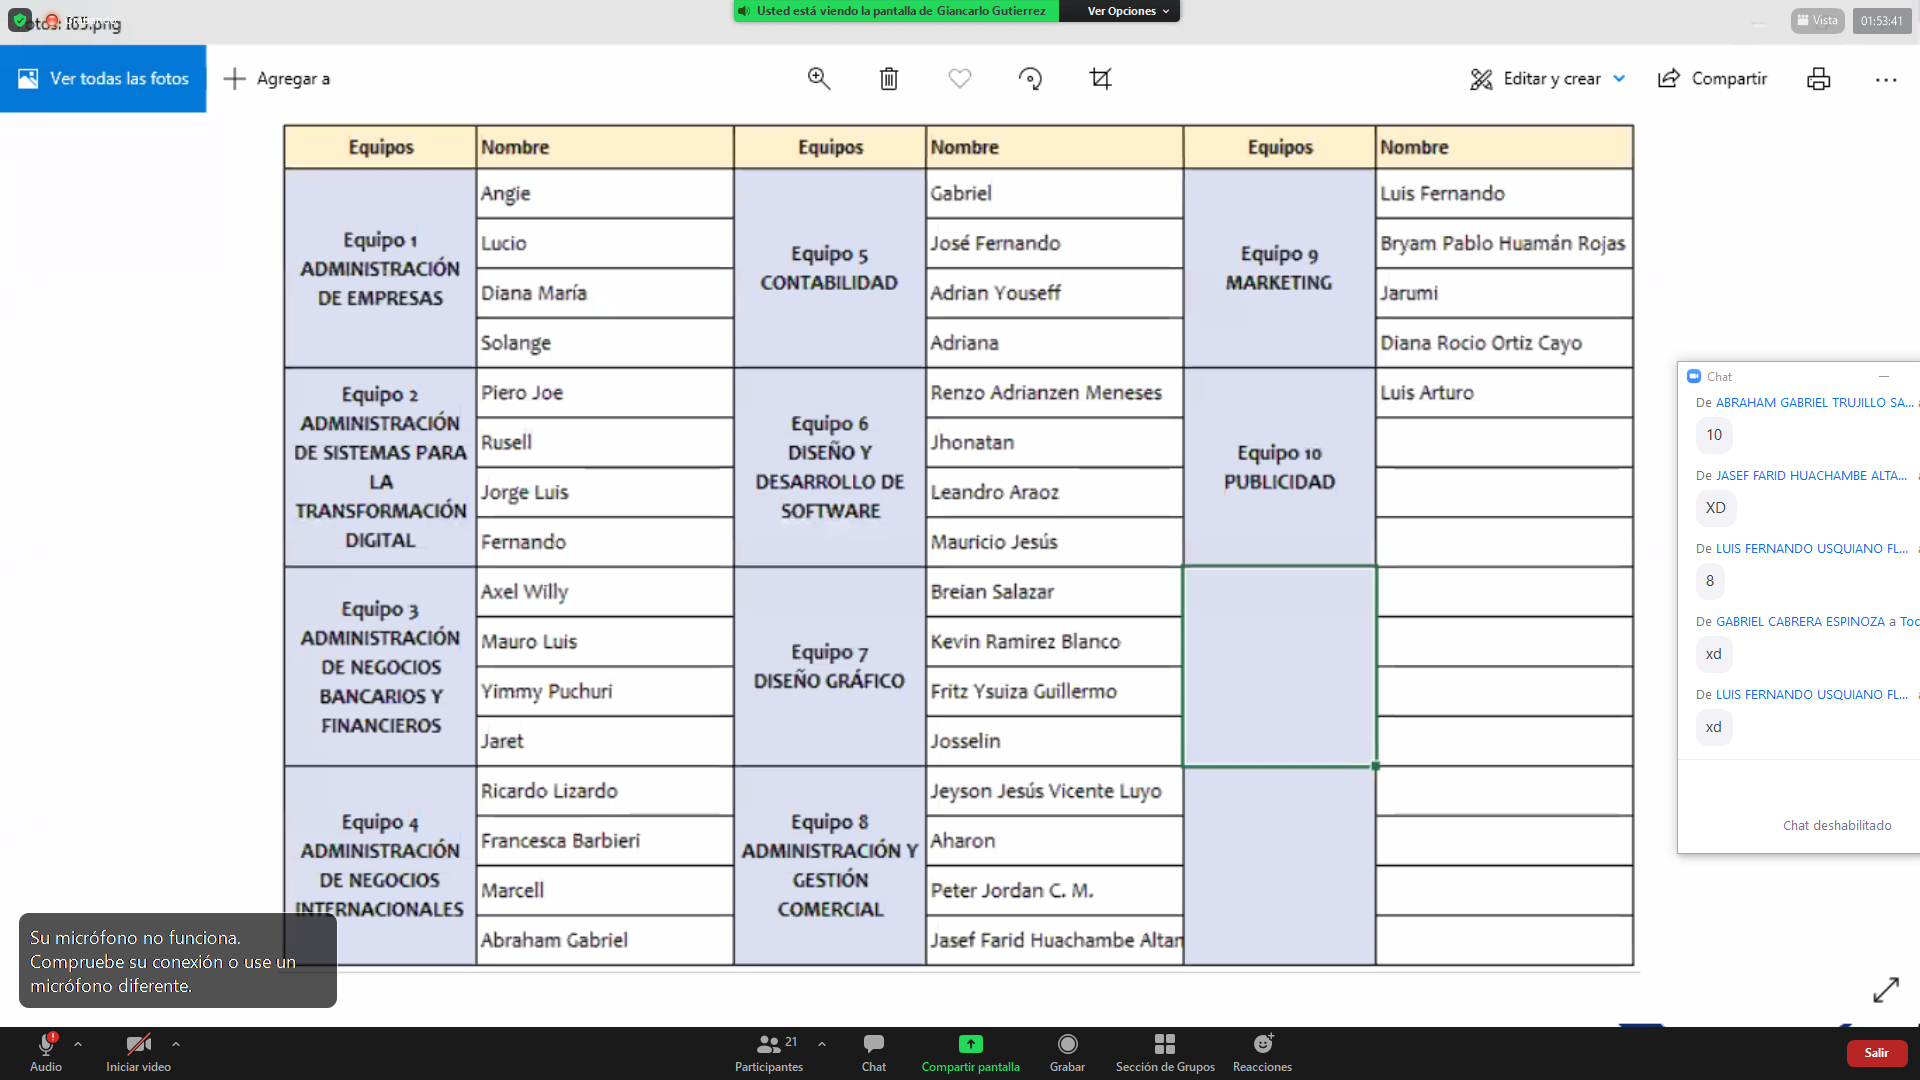 Usted está viendo la pantalla de Giancarlo Gutierrez
Ver Opciones
Vista
01:53:41
Ver todas las fotos
Agregar a
Editar y crear
Compartir
Equipos
Nombre
Equipos
Nombre
Equipos
Nombre
Equipo 1
ADMINISTRACIÓN
DE EMPRESAS
Angie
Lucio
Diana María
Solange
Equipo 2
ADMINISTRACIÓN
DE SISTEMAS PARA
LA
TRANSFORMACIÓN
DIGITAL
Piero Joe
Rusell
Jorge Luis
Fernando
Equipo 3
ADMINISTRACIÓN
DE NEGOCIOS
BANCARIOS Y
FINANCIEROS
Axel Willy
Mauro Luis
Yimmy Puchuri
Jaret
Equipo 4
ADMINISTRACIÓN
DE NEGOCIOS
INTERNACIONALES
Ricardo Lizardo
Francesca Barbieri
Marcell
Abraham Gabriel
Equipo 5
CONTABILIDAD
Gabriel
José Fernando
Adrian Youseff
Adriana
Equipo 6
DISEÑO Y
DESARROLLO DE
SOFTWARE
Renzo Adrianzen Meneses
Jhonatan
Leandro Araoz
Mauricio Jesús
Equipo 7
DISEÑO GRÁFICO
Breian Salazar
Kevin Ramirez Blanco
Fritz Ysuiza Guillermo
Josselin
Equipo 8
ADMINISTRACIÓN Y
GESTIÓN
COMERCIAL
Jeyson Jesús Vicente Luyo
Aharon
Peter Jordan C. M.
Jasef Farid Huachambe Altan
Equipo 9
MARKETING
Luis Fernando
Bryam Pablo Huamán Rojas
Jarumi
Diana Rocio Ortiz Cayo
Equipo 10
PUBLICIDAD
Luis Arturo
Chat
De ABRAHAM GABRIEL TRUJILLO SA... a
10
De JASEF FARID HUACHAMBE ALTA... a
XD
De LUIS FERNANDO USQUIANO FL... a
8
De GABRIEL CABRERA ESPINOZA a Toc
xd
De LUIS FERNANDO USQUIANO FL... a
xd
Chat deshabilitado
Su micrófono no funciona.
Compruebe su conexión o use un
micrófono diferente.
Audio
Iniciar video
Participantes
21
Chat
Compartir pantalla
Grabar
Sección de Grupos
Reacciones
Salir